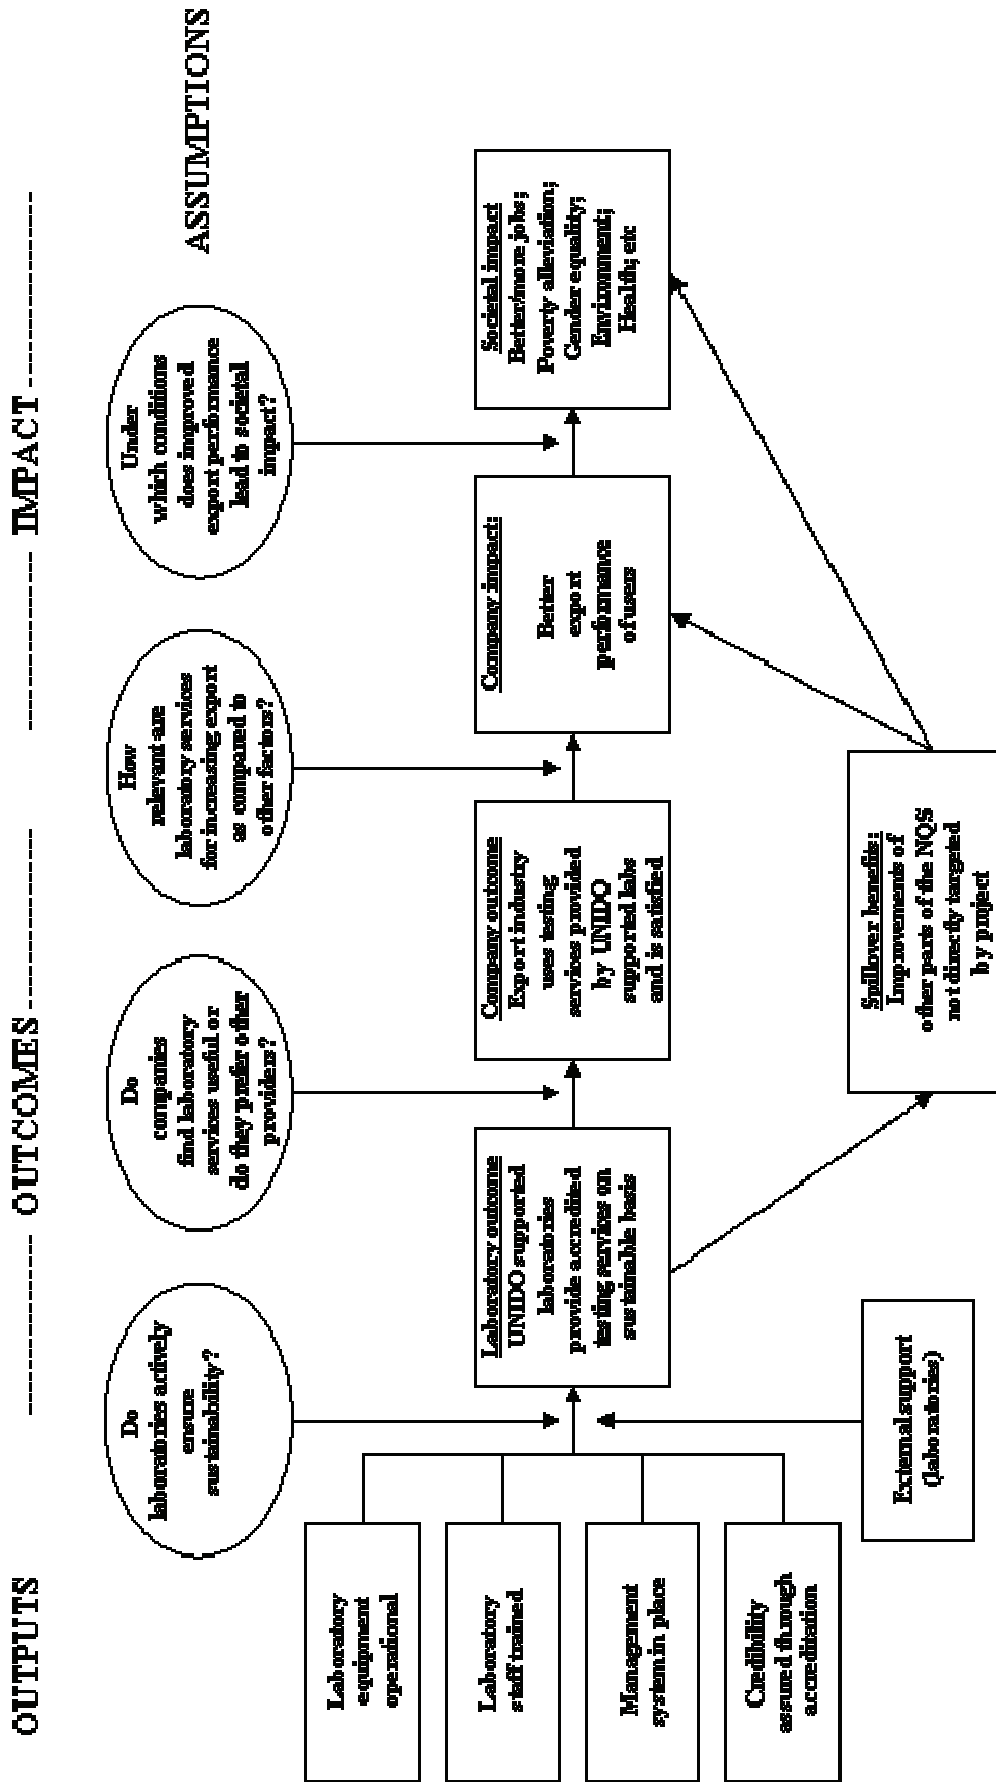 OUTPUTS ------------ OUTCOMES ------------ ------------ IMPACT ------------
ASSUMPTIONS
Do
laboratories actively
ensure
sustainability?
Do
companies
find laboratory
services useful or
do they prefer other
providers?
How
relevant are
laboratory services
for increasing export
as compared to
other factors?
Under
which conditions
does improved
export performance
lead to societal
impact?
Laboratory
equipment
operational
Laboratory
staff trained
Management
system in place
Credibility
assured through
accreditation
Laboratory outcome
UNIDO supported
laboratories
provide accredited
testing services on
sustainable basis
Company outcome
Export industry
uses testing
services provided
by UNIDO
supported labs
and is satisfied
Company impact:
Better
export
performance
of users
Societal impact
Better/more jobs;
Poverty alleviation;
Gender equality;
Environment;
Health; etc
External support
(laboratories)
Spillover benefits:
Improvements of
other parts of the NQS
not directly targeted
by project